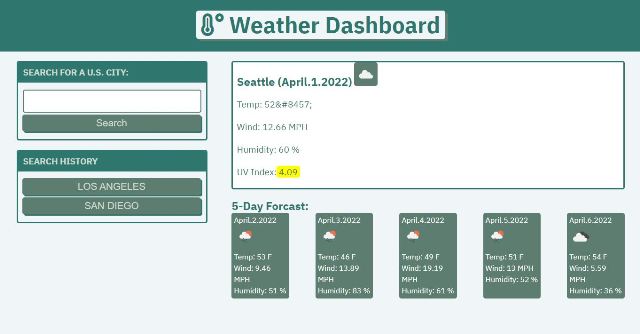 Weather Dashboard
SEARCH FOR A U.S. CITY:
Search
SEARCH HISTORY
LOS ANGELES
SAN DIEGO
Seattle (April.1.2022)
Temp: 52&#8457;
Wind: 12.66 MPH
Humidity: 60 %
UV Index: 4.09
5-Day Forcast:
April.2.2022
Temp: 53 F
Wind: 9.46
MPH
Humidity: 51 %
April.3.2022
Temp: 46 F
Wind: 13.89
MPH
Humidity: 83 %
April.4.2022
Temp: 49 F
Wind: 19.19
MPH
Humidity: 61 %
April.5.2022
Temp: 51 F
Wind: 13 MPH
Humidity: 52 %
April.6.2022
Temp: 54 F
Wind: 5.59
MPH
Humidity: 36 %